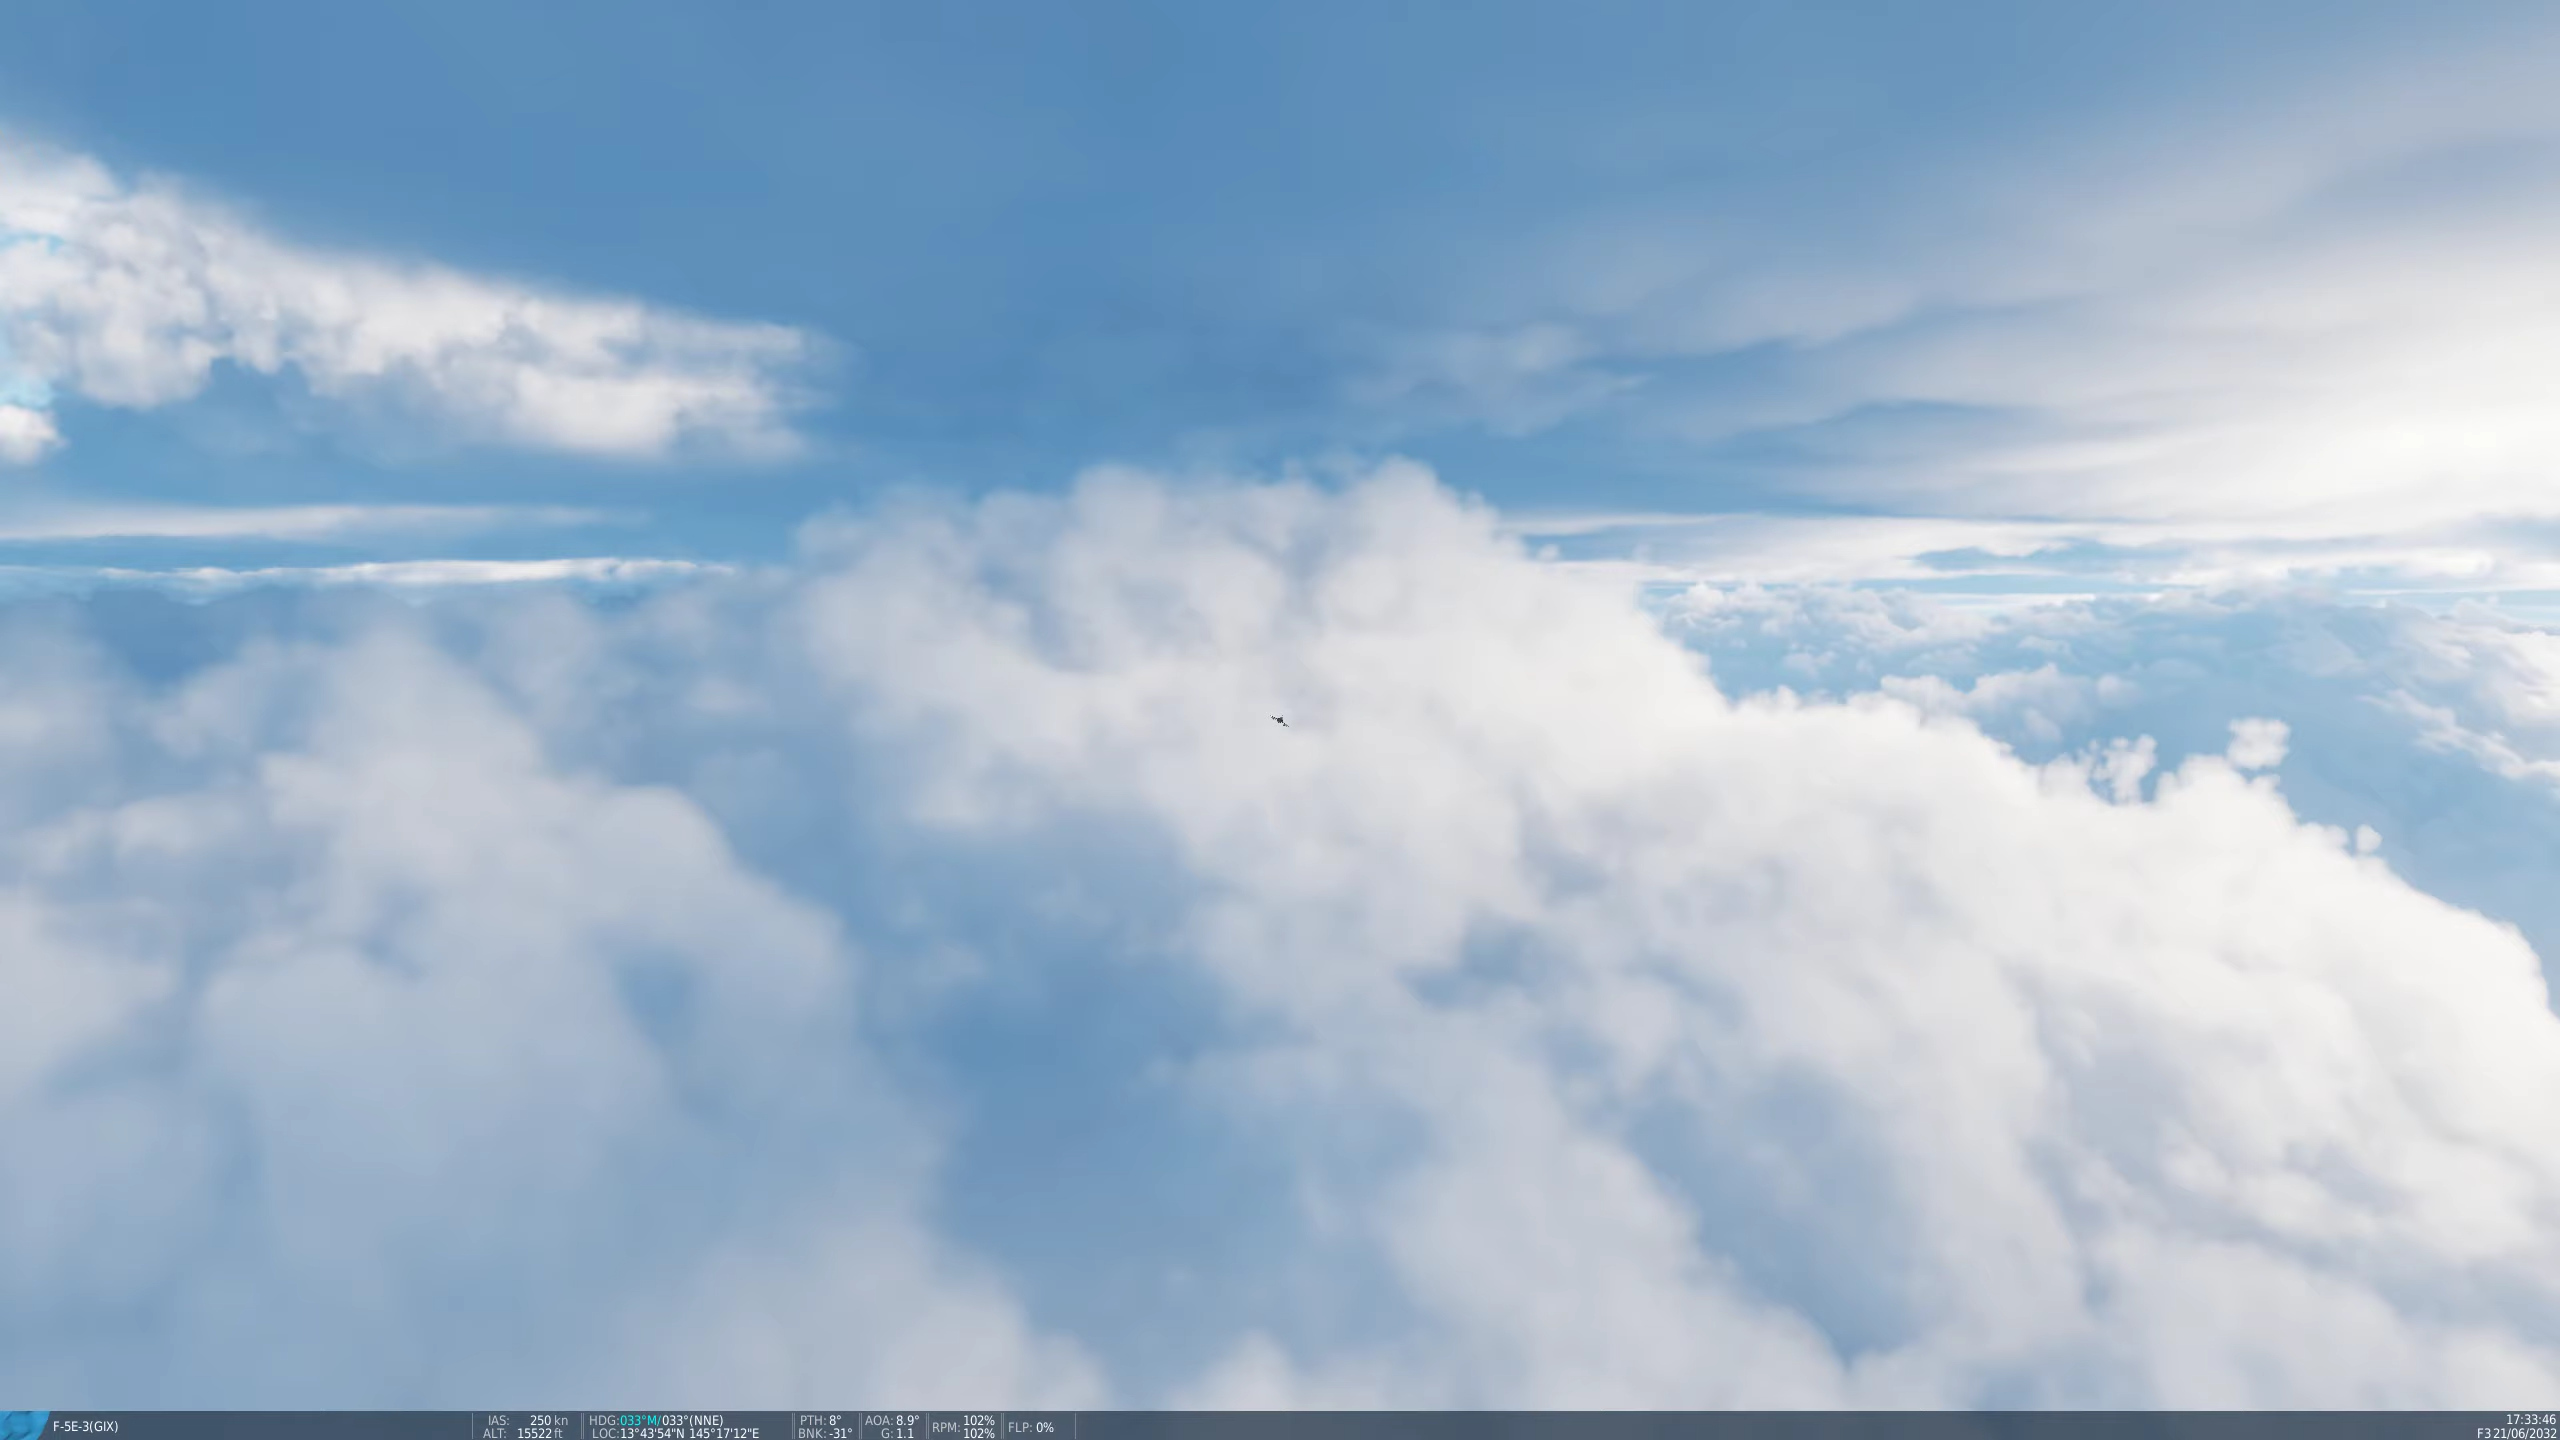 F-5E-3(GIX)
IAS: 250 kn
ALT: 15522 ft
HDG:033°M/033°(NNE)
LOC:13°43'54"N 145°17'12"E
PTH: 8°
BNK: -31°
AOA: 8.9°
G: 1.1
RPM: 102%
102%
FLP: 0%
17:33:46
F3 21/06/2032